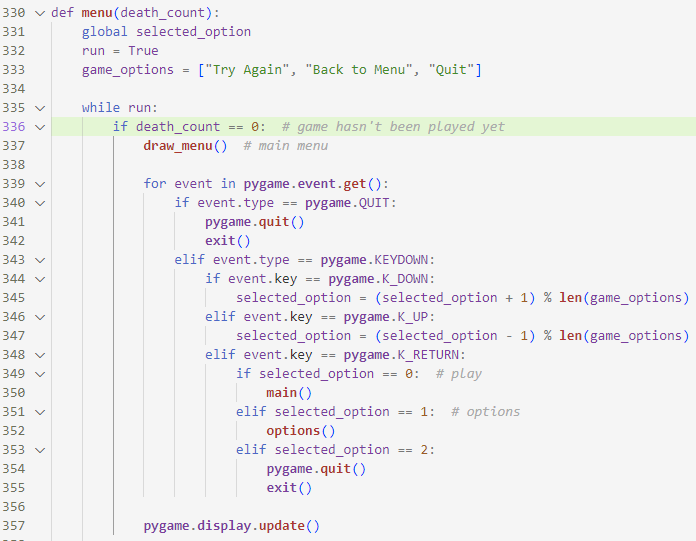 330 def menu(death_count):
331     global selected_option
332     run = True
333     game_options = ["Try Again", "Back to Menu", "Quit"]
334
335     while run:
336         if death_count == 0:  # game hasn't been played yet
337             draw_menu()  # main menu
338
339             for event in pygame.event.get():
340                 if event.type == pygame.QUIT:
341                     pygame.quit()
342                     exit()
343                 elif event.type == pygame.KEYDOWN:
344                     if event.key == pygame.K_DOWN:
345                         selected_option = (selected_option + 1) % len(game_options)
346                     elif event.key == pygame.K_UP:
347                         selected_option = (selected_option - 1) % len(game_options)
348                     elif event.key == pygame.K_RETURN:
349                         if selected_option == 0:  # play
350                             main()
351                         elif selected_option == 1:  # options
352                             options()
353                         elif selected_option == 2:
354                             pygame.quit()
355                             exit()
356
357             pygame.display.update()